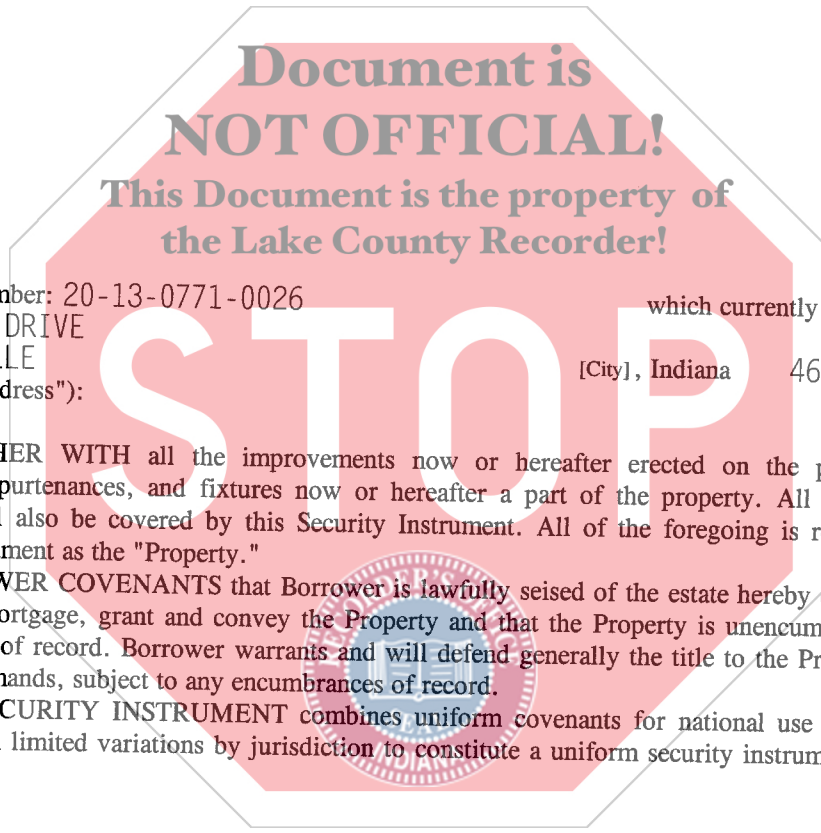 Document is
NOT OFFICIAL!
This Document is the property of
the Lake County Recorder!
mber: 20-13-0771-0026 which currently
DRIVE
LLE [City], Indiana 46
dress"):
STOP
HER WITH all the improvements now or hereafter erected on the p
purtenances, and fixtures now or hereafter a part of the property. All
l also be covered by this Security Instrument. All of the foregoing is r
ment as the "Property."
WER COVENANTS that Borrower is lawfully seised of the estate hereby
ortgage, grant and convey the Property and that the Property is unencum
of record. Borrower warrants and will defend generally the title to the Pr
nands, subject to any encumbrances of record.
CURITY INSTRUMENT combines uniform covenants for national use
limited variations by jurisdiction to constitute a uniform security instrum
INDIANA